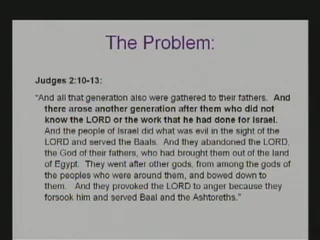 The Problem:
Judges 2:10-13:
“And all that generation also were gathered to their fathers. And
there arose another generation after them who did not
know the LORD or the work that he had done for Israel.
And the people of Israel did what was evil in the sight of the
LORD and served the Baals. And they abandoned the LORD,
the God of their fathers, who had brought them out of the land
of Egypt. They went after other gods, from among the gods of
the peoples who were around them, and bowed down to
them. And they provoked the LORD to anger because they
forsook him and served Baal and the Ashtoreths.”